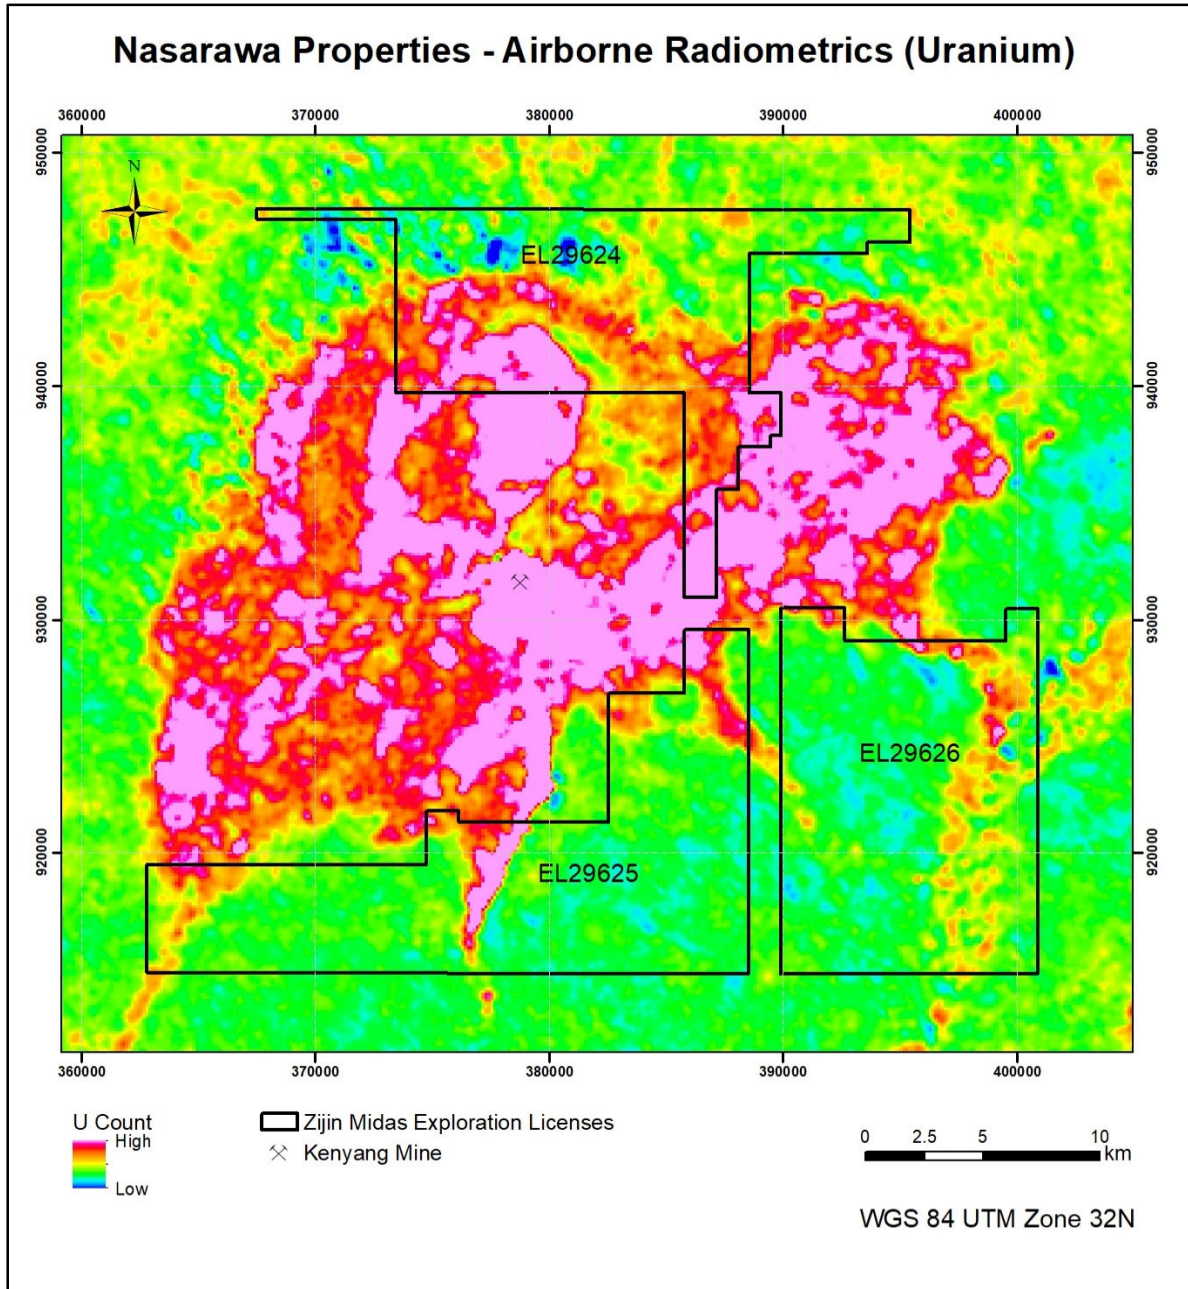 Nasarawa Properties - Airborne Radiometrics (Uranium)
360000 370000 380000 390000 400000
950000 950000
N
EL29624
940000 940000
930000 930000
EL29626
920000 920000
EL29625
360000 370000 380000 390000 400000
U Count
High
Low
Zijin Midas Exploration Licenses
Kenyang Mine
0 2.5 5 10
km
WGS 84 UTM Zone 32N